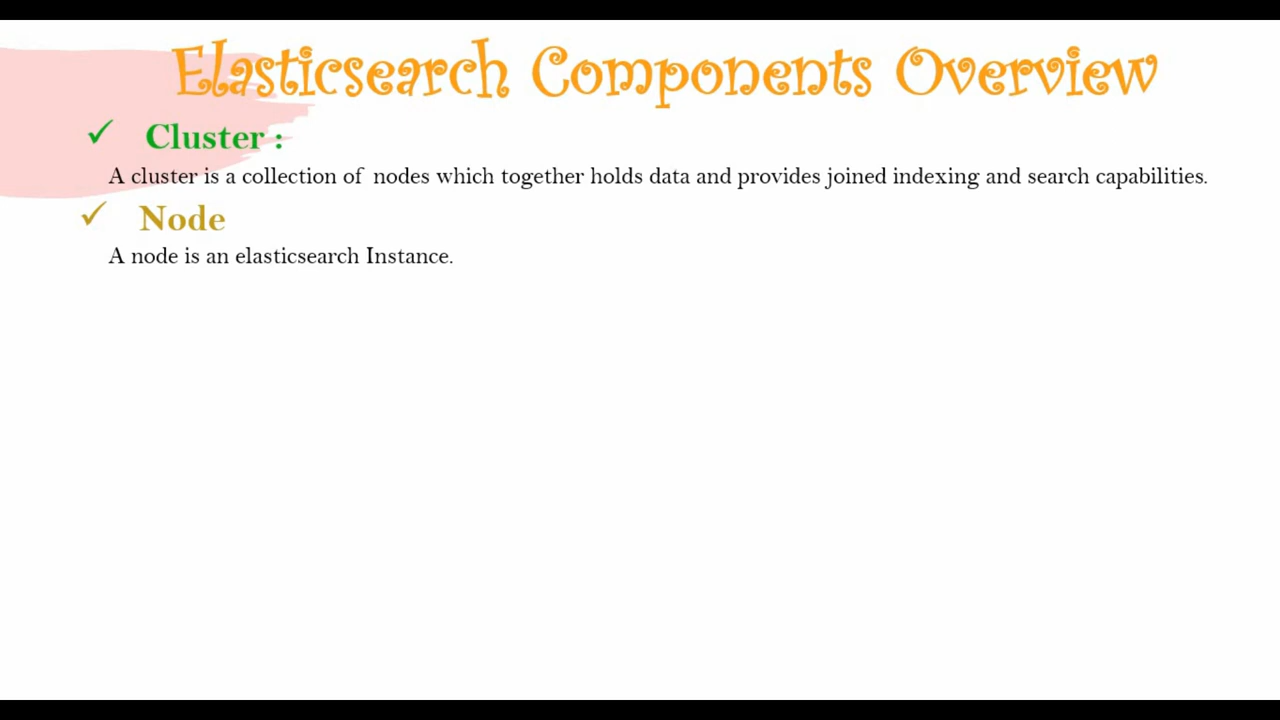 Elasticsearch Components Overview
✓ Cluster :
A cluster is a collection of nodes which together holds data and provides joined indexing and search capabilities.
✓ Node
A node is an elasticsearch Instance.